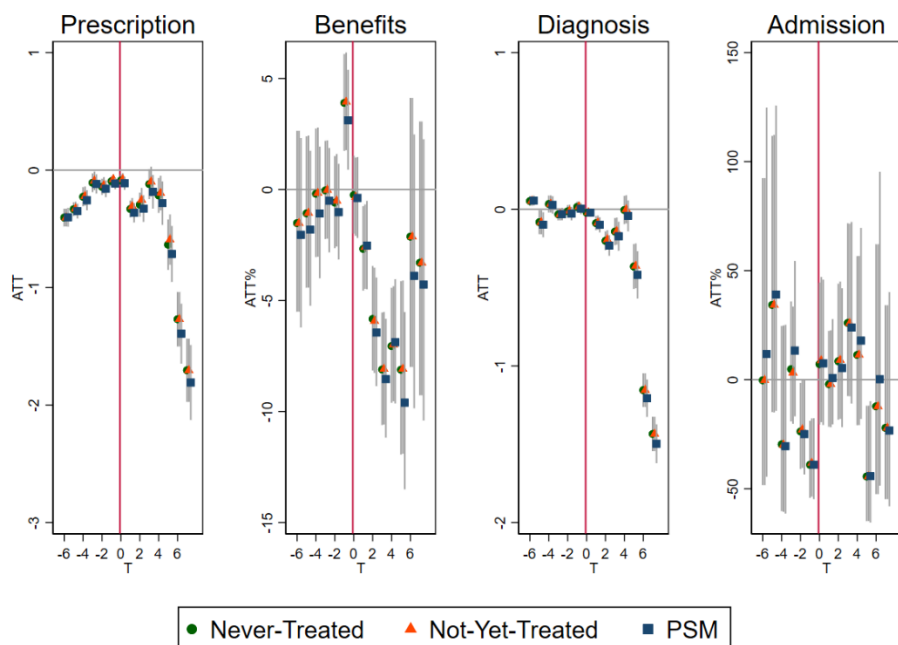 Prescription Benefits Diagnosis Admission
ATT
1
0
-1
-2
-3
-6 -4 -2 0 2 4 6
T
ATT%
5
0
-5
-10
-15
-6 -4 -2 0 2 4 6
T
ATT
1
0
-1
-2
-6 -4 -2 0 2 4 6
T
ATT%
150
100
50
0
-50
-6 -4 -2 0 2 4 6
T
Never-Treated Not-Yet-Treated PSM